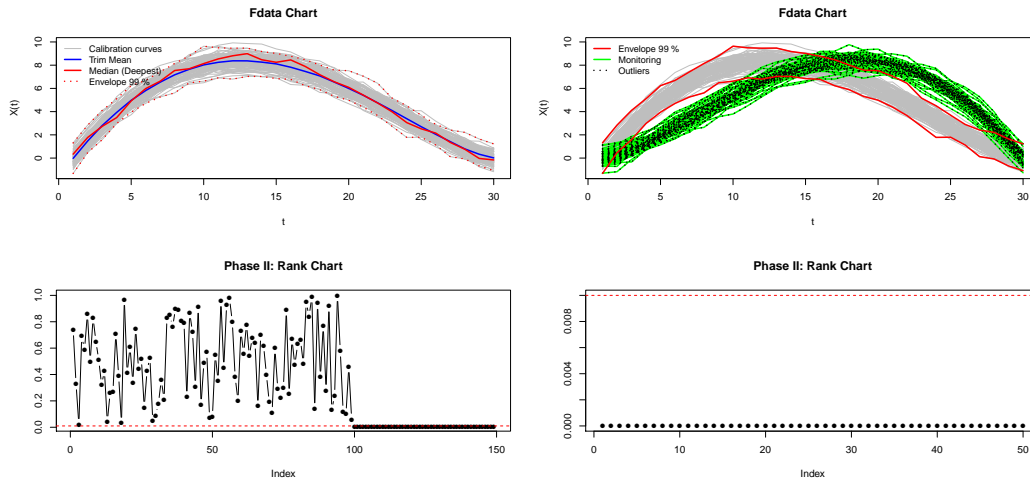 Fdata Chart
X(t)
10
8
6
4
2
0
Calibration curves
Trim Mean
Median (Deepest)
Envelope 99 %
0 5 10 15 20 25 30
t
Fdata Chart
X(t)
10
8
6
4
2
0
Envelope 99 %
Monitoring
Outliers
0 5 10 15 20 25 30
t
Phase II: Rank Chart
Rank
1.0
0.8
0.6
0.4
0.2
0.0
0 50 100 150
Index
Phase II: Rank Chart
Rank
0.008
0.004
0.000
0 10 20 30 40 50
Index